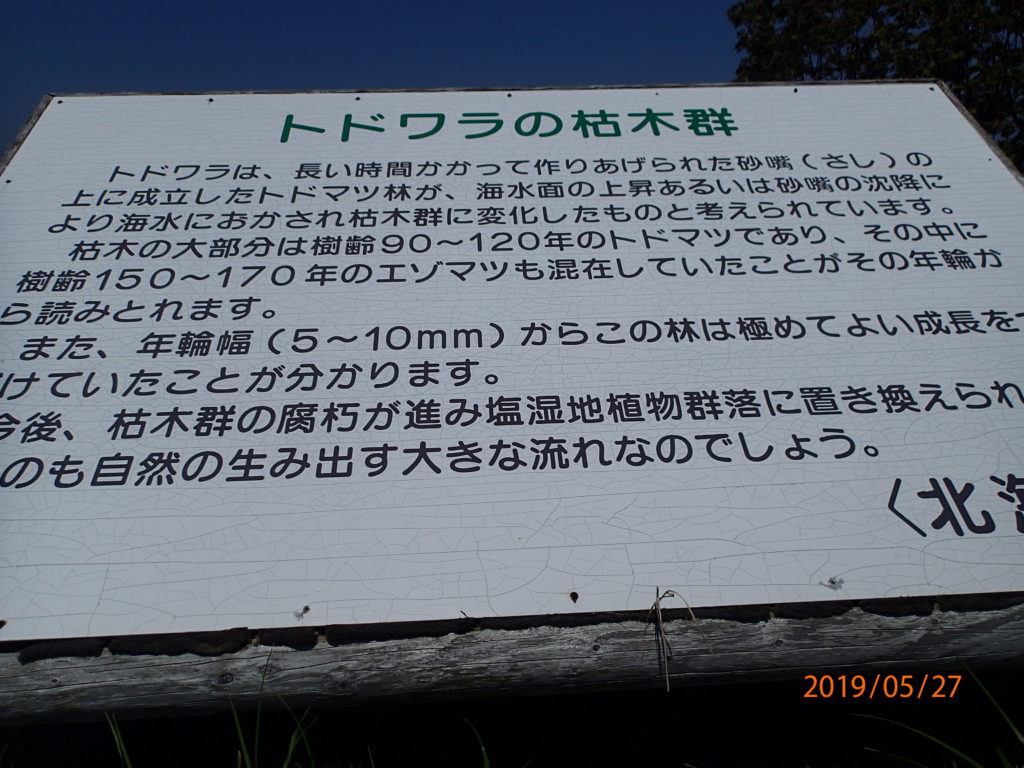 トドワラの枯木群
トドワラは、長い時間かかって作りあげられた砂嘴(さし)の
上に成立したトドマツ林が、海水面の上昇あるいは砂嘴の沈降に
より海水におかされ枯木群に変化したものと考えられています。
枯木の大部分は樹齢90～120年のトドマツであり、その中に
樹齢150～170年のエゾマツも混在していたことがその年輪か
ら読みとれます。
また、年輪幅(5～10mm)からこの林は極めてよい成長を
けていたことが分かります。
今後、枯木群の腐朽が進み塩湿地植物群落に置き換えられ
のも自然の生み出す大きな流れなのでしょう。
〈北海
2019/05/27